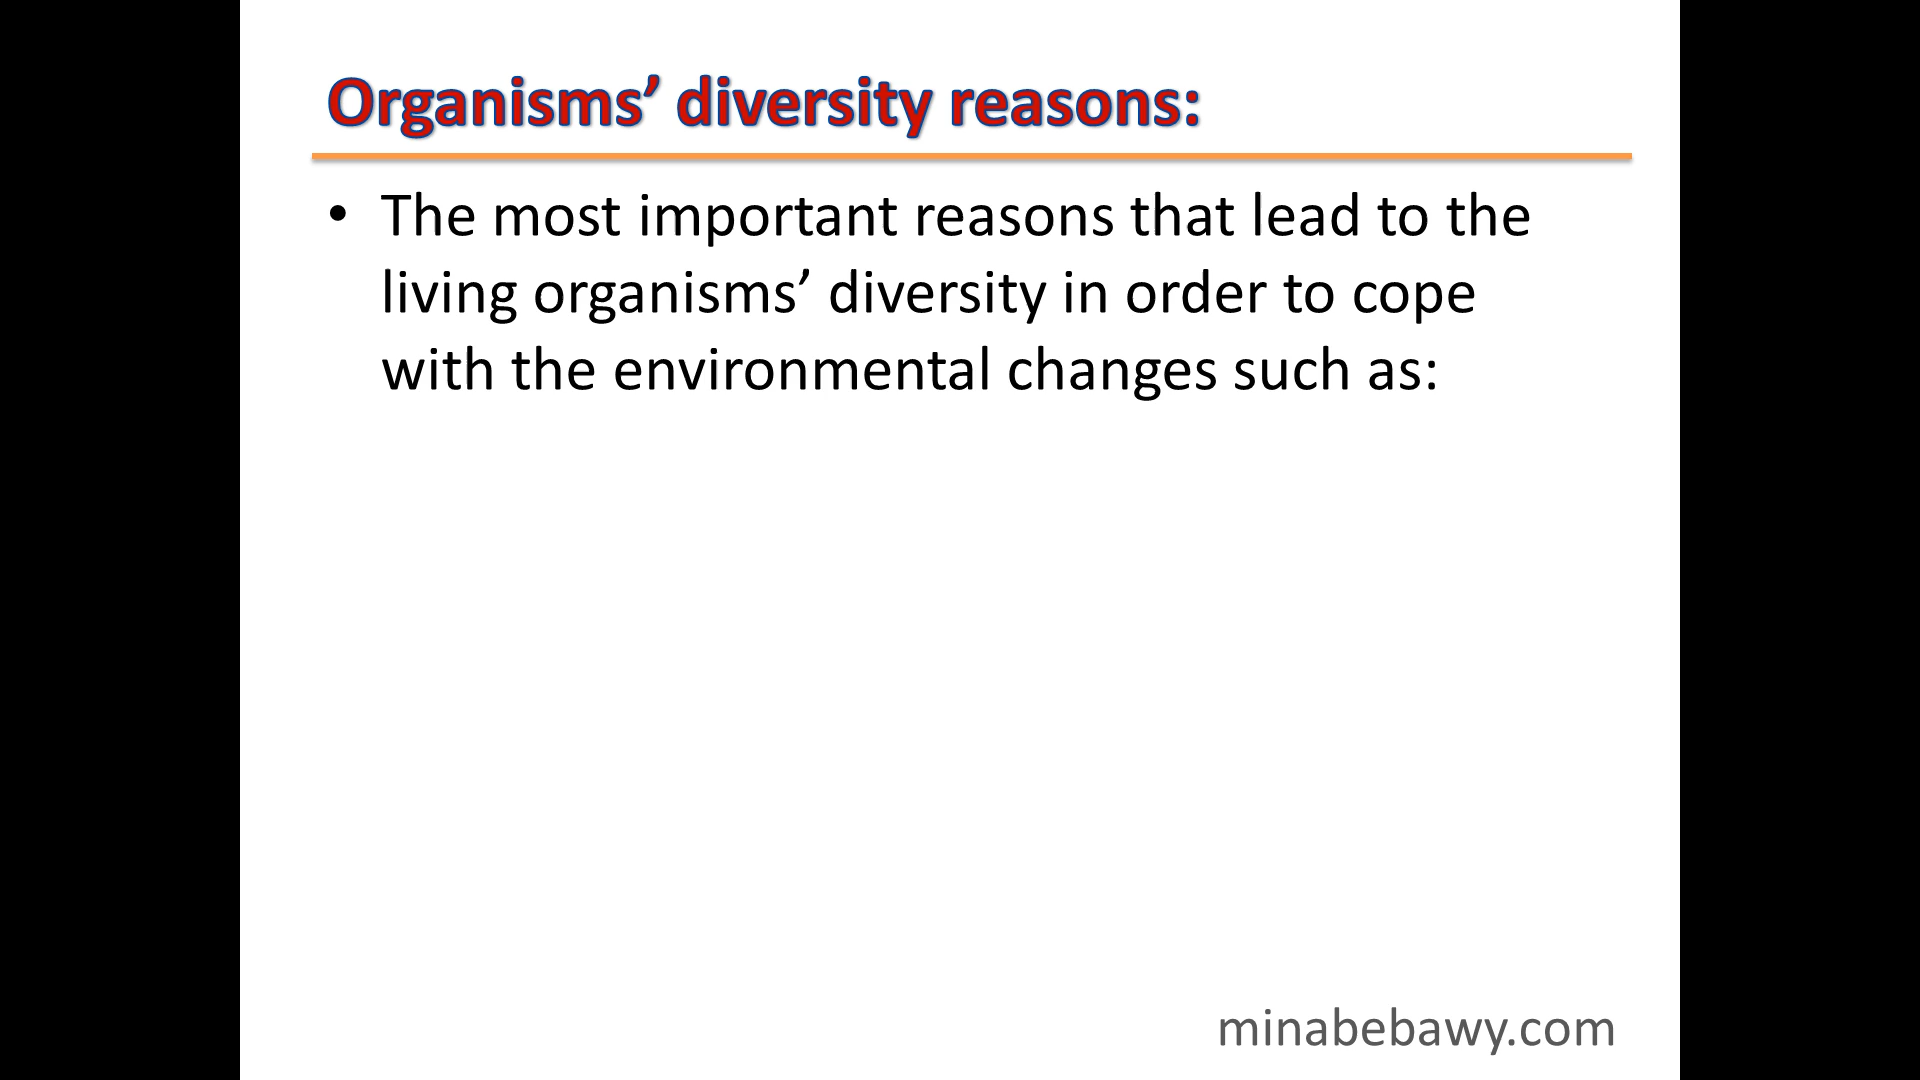 Organisms’ diversity reasons:
• The most important reasons that lead to the
living organisms’ diversity in order to cope
with the environmental changes such as:
minabebawy.com